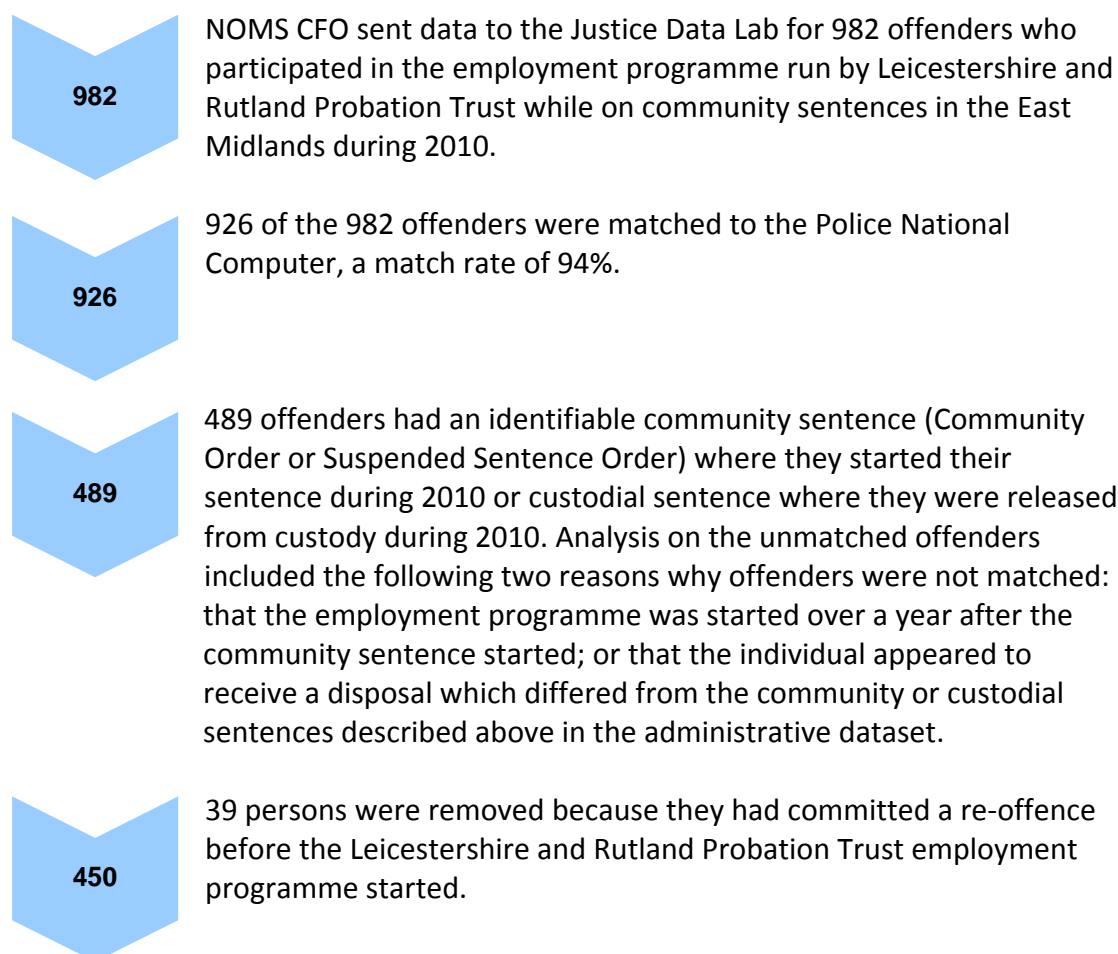 982
NOMS CFO sent data to the Justice Data Lab for 982 offenders who
participated in the employment programme run by Leicestershire and
Rutland Probation Trust while on community sentences in the East
Midlands during 2010.
926
926 of the 982 offenders were matched to the Police National
Computer, a match rate of 94%.
489
489 offenders had an identifiable community sentence (Community
Order or Suspended Sentence Order) where they started their
sentence during 2010 or custodial sentence where they were released
from custody during 2010. Analysis on the unmatched offenders
included the following two reasons why offenders were not matched:
that the employment programme was started over a year after the
community sentence started; or that the individual appeared to
receive a disposal which differed from the community or custodial
sentences described above in the administrative dataset.
450
39 persons were removed because they had committed a re-offence
before the Leicestershire and Rutland Probation Trust employment
programme started.